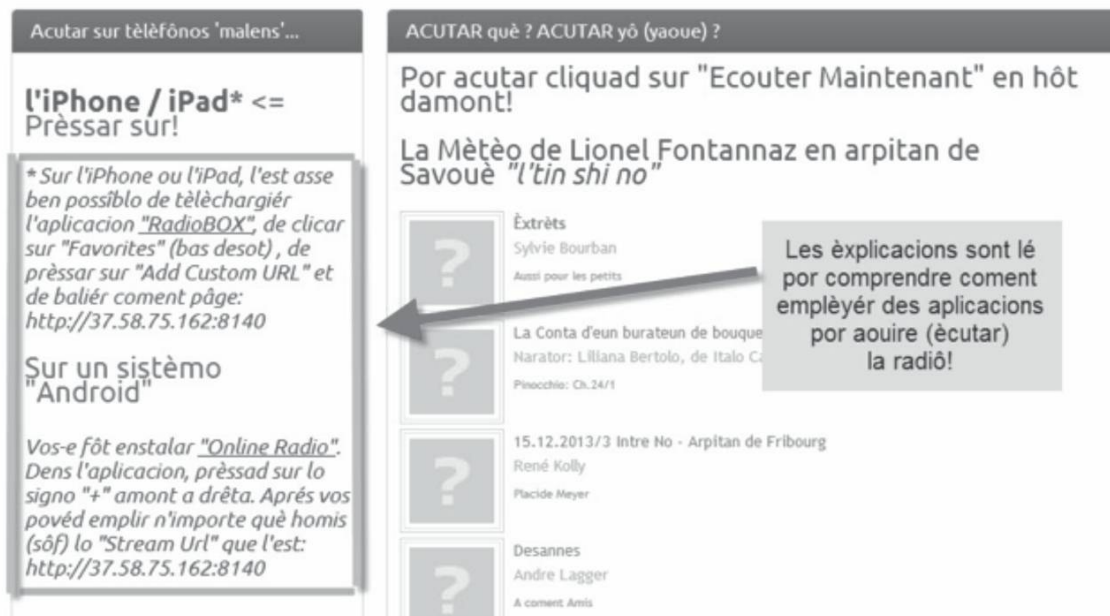 Acutar sur tèlèfônos 'malens'...
l'iPhone / iPad* <=
Prèssar sur!
* Sur l'iPhone ou l'iPad, l'est asse
ben possîblo de tèlèchargiér
l'aplicacion "RadioBOX", de clicar
sur "Favorites" (bas desot) , de
prèssar sur "Add Custom URL" et
de baliér coment pâge:
http://37.58.75.162:8140
Sur un sistèmo
"Android"
Vos-e fôt enstalar "Online Radio".
Dens l'aplicacion, prèssad sur lo
signo "+" amont a drêta. Aprés vos
povéd emplir n'importe què homis
(sôf) lo "Stream Url" que l'est:
http://37.58.75.162:8140
ACUTAR què ? ACUTAR yô (yaoue) ?
Por acutar cliquad sur "Ecouter Maintenant" en hôt
damont!
La Mètèo de Lionel Fontannaz en arpitan de
Savouè "l'tin shi no"
Èxtrèts
Sylvie Bourban
Aussi pour les petits
La Conta d'eun burateun de bouque
Narator: Liliana Bertolo, de Italo Ca
Pinocchio: Ch.24/1
15.12.2013/3 Intre No - Arpitan de Fribourg
René Kolly
Placide Meyer
Desannes
Andre Lagger
A coment Amis
Les èxplicacions sont lé
por comprendre coment
emplèyér des aplicacions
por aouire (ècutar)
la radiô!